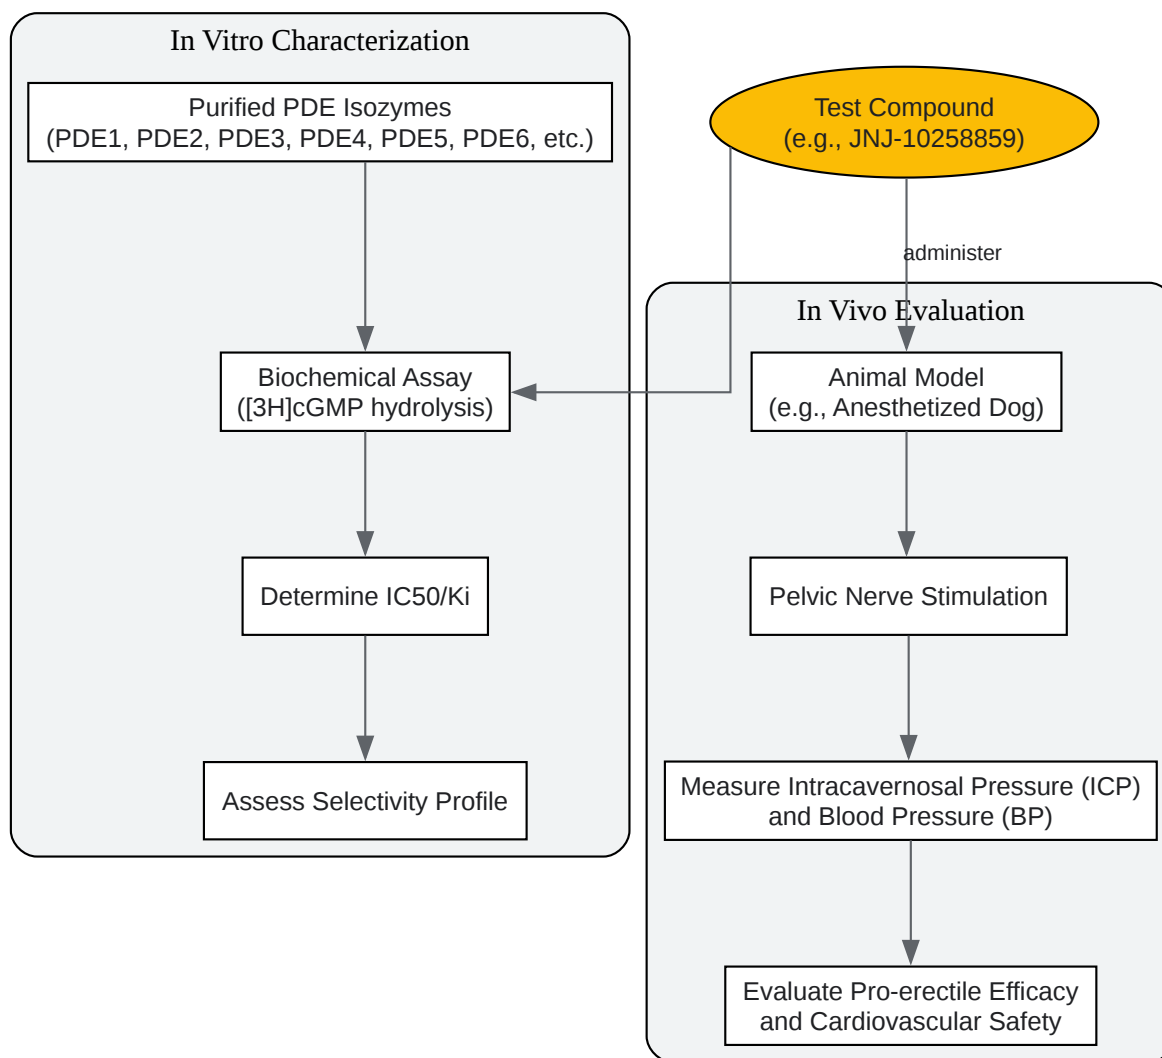 In Vitro Characterization
Purified PDE Isozymes
(PDE1, PDE2, PDE3, PDE4, PDE5, PDE6, etc.)
Biochemical Assay
([3H]cGMP hydrolysis)
Determine IC50/Ki
Assess Selectivity Profile
Test Compound
(e.g., JNJ-10258859)
administer
In Vivo Evaluation
Animal Model
(e.g., Anesthetized Dog)
Pelvic Nerve Stimulation
Measure Intracavernosal Pressure (ICP)
and Blood Pressure (BP)
Evaluate Pro-erectile Efficacy
and Cardiovascular Safety